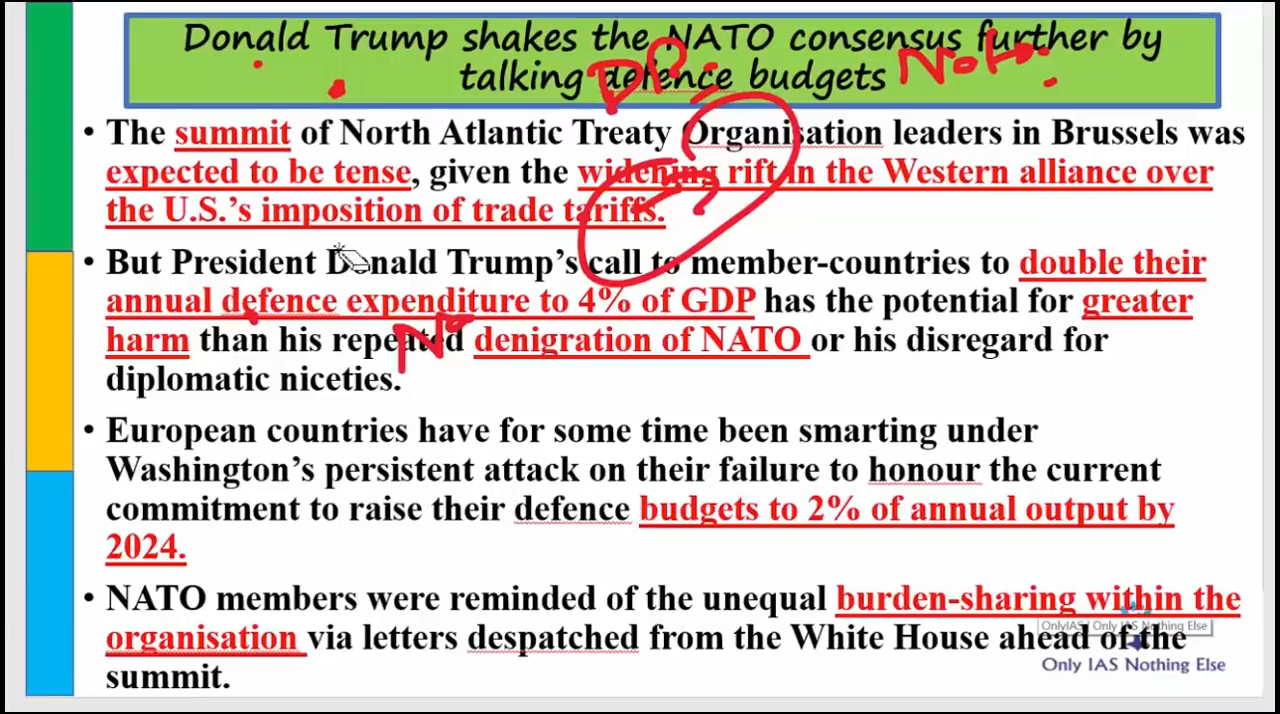 Donald Trump shakes the NATO consensus further by
talking defence budgets
• The summit of North Atlantic Treaty Organisation leaders in Brussels was
expected to be tense, given the widening rift in the Western alliance over
the U.S.'s imposition of trade tariffs.
• But President Donald Trump's call to member-countries to double their
annual defence expenditure to 4% of GDP has the potential for greater
harm than his repeated denigration of NATO or his disregard for
diplomatic niceties.
• European countries have for some time been smarting under
Washington's persistent attack on their failure to honour the current
commitment to raise their defence budgets to 2% of annual output by
2024.
• NATO members were reminded of the unequal burden-sharing within the
organisation via letters despatched from the White House ahead of the
summit.
OnlyIAS | Only IAS Nothing Else
Only IAS Nothing Else